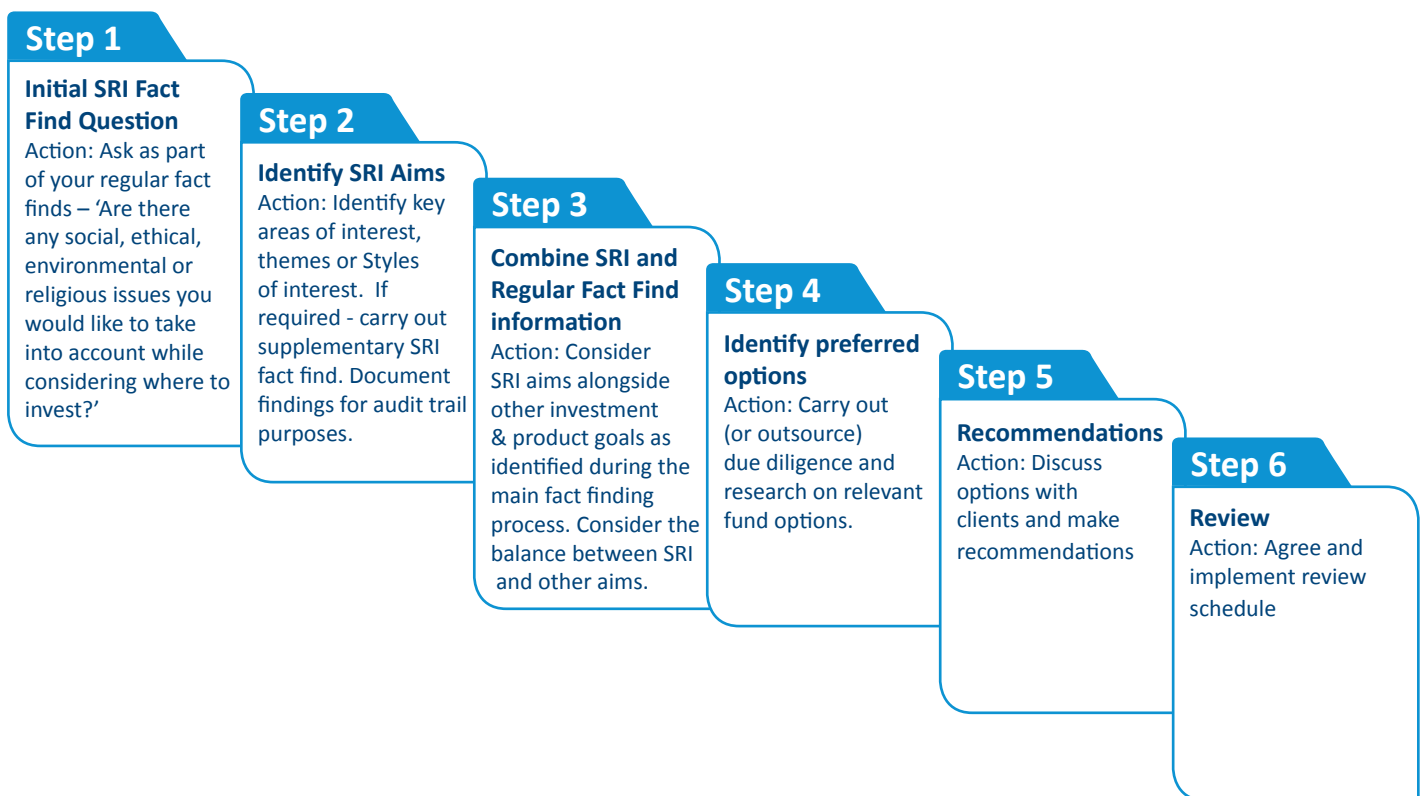 Step 1
Initial SRI Fact
Find Question
Action: Ask as part
of your regular fact
finds – ‘Are there
any social, ethical,
environmental or
religious issues you
would like to take
into account while
considering where to
invest?’
Step 2
Identify SRI Aims
Action: Identify key
areas of interest,
themes or Styles
of interest.  If
required - carry out
supplementary SRI
fact find. Document
findings for audit trail
purposes.
Step 3
Combine SRI and
Regular Fact Find
information
Action: Consider
SRI aims alongside
other investment
& product goals as
identified during the
main fact finding
process. Consider the
balance between SRI
and other aims.
Step 4
Identify preferred
options
Action: Carry out
(or outsource)
due diligence and
research on relevant
fund options.
Step 5
Recommendations
Action: Discuss
options with
clients and make
recommendations
Step 6
Review
Action: Agree and
implement review
schedule